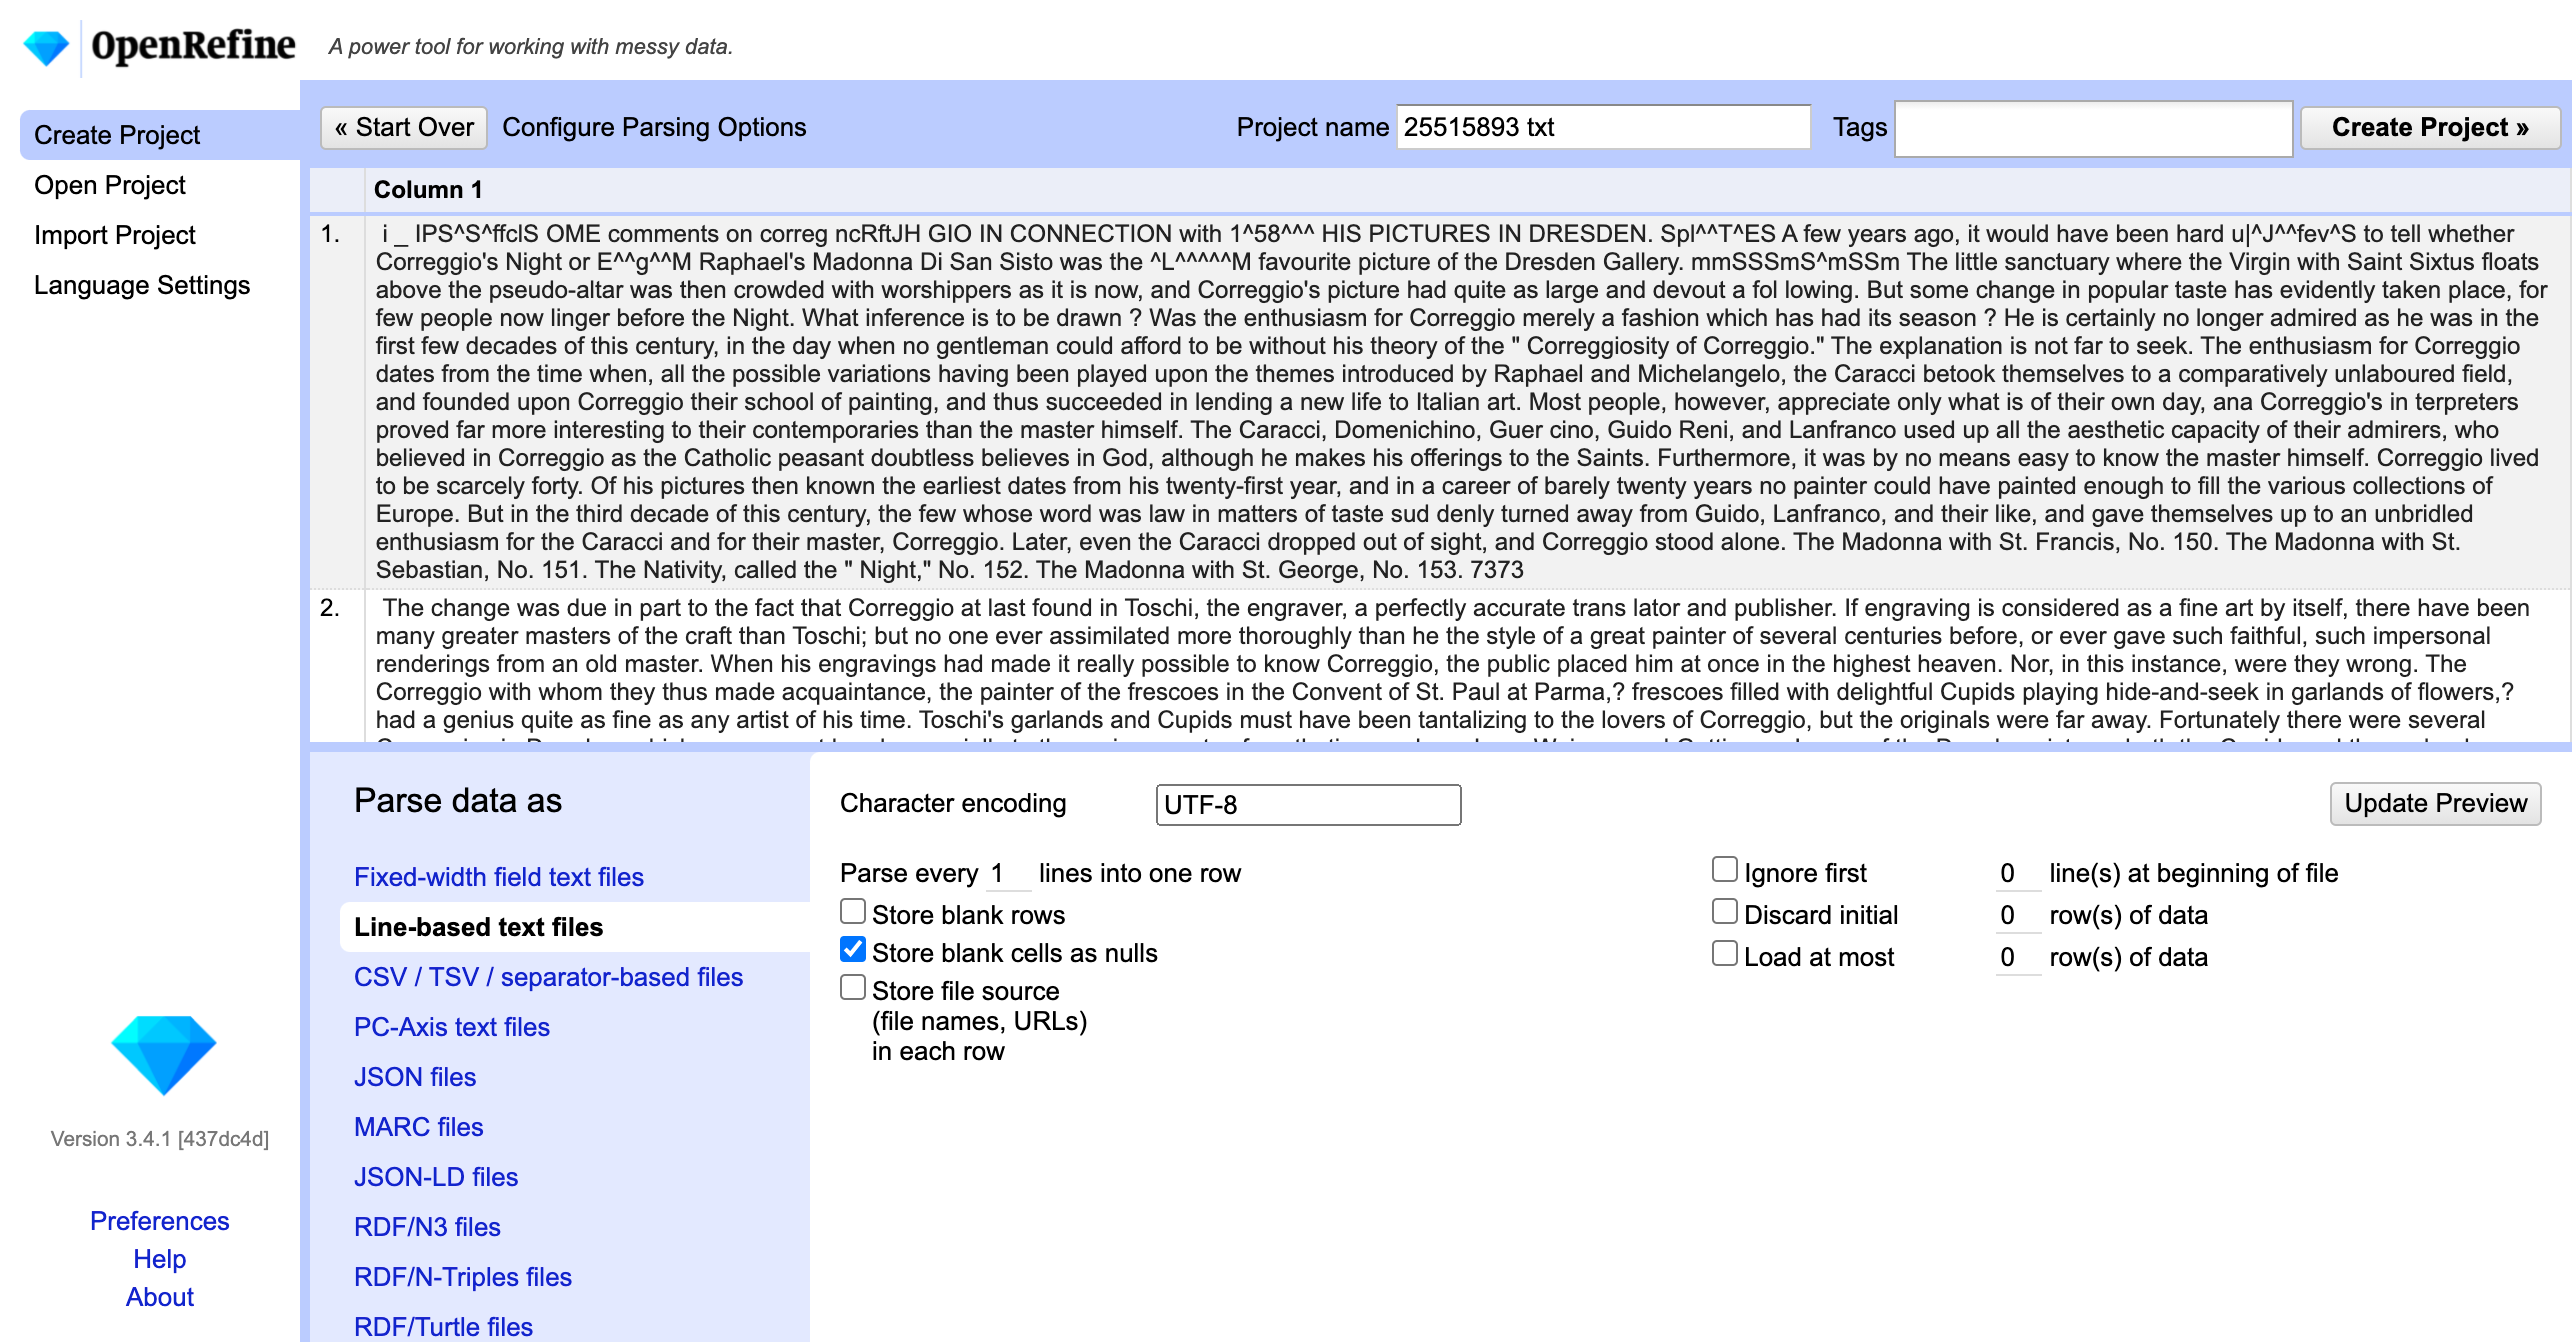 OpenRefine
A power tool for working with messy data.
Create Project
Open Project
Import Project
Language Settings
« Start Over
Configure Parsing Options
Project name
25515893 txt
Tags
Create Project »
Column 1
1.
i _ IPS^S^ffclS OME comments on correg ncRftJH GIO IN CONNECTION with 1^58^^^ HIS PICTURES IN DRESDEN. Spl^^T^ES A few years ago, it would have been hard u|^J^^fev^S to tell whether
Correggio's Night or E^^g^^M Raphael's Madonna Di San Sisto was the ^L^^^^^M favourite picture of the Dresden Gallery. mmSSSmS^mSSm The little sanctuary where the Virgin with Saint Sixtus floats
above the pseudo-altar was then crowded with worshippers as it is now, and Correggio's picture had quite as large and devout a fol lowing. But some change in popular taste has evidently taken place, for
few people now linger before the Night. What inference is to be drawn ? Was the enthusiasm for Correggio merely a fashion which has had its season ? He is certainly no longer admired as he was in the
first few decades of this century, in the day when no gentleman could afford to be without his theory of the " Correggiosity of Correggio." The explanation is not far to seek. The enthusiasm for Correggio
dates from the time when, all the possible variations having been played upon the themes introduced by Raphael and Michelangelo, the Caracci betook themselves to a comparatively unlaboured field,
and founded upon Correggio their school of painting, and thus succeeded in lending a new life to Italian art. Most people, however, appreciate only what is of their own day, ana Correggio's in terpreters
proved far more interesting to their contemporaries than the master himself. The Caracci, Domenichino, Guer cino, Guido Reni, and Lanfranco used up all the aesthetic capacity of their admirers, who
believed in Correggio as the Catholic peasant doubtless believes in God, although he makes his offerings to the Saints. Furthermore, it was by no means easy to know the master himself. Correggio lived
to be scarcely forty. Of his pictures then known the earliest dates from his twenty-first year, and in a career of barely twenty years no painter could have painted enough to fill the various collections of
Europe. But in the third decade of this century, the few whose word was law in matters of taste sud denly turned away from Guido, Lanfranco, and their like, and gave themselves up to an unbridled
enthusiasm for the Caracci and for their master, Correggio. Later, even the Caracci dropped out of sight, and Correggio stood alone. The Madonna with St. Francis, No. 150. The Madonna with St.
Sebastian, No. 151. The Nativity, called the " Night," No. 152. The Madonna with St. George, No. 153. 7373
2.
The change was due in part to the fact that Correggio at last found in Toschi, the engraver, a perfectly accurate trans lator and publisher. If engraving is considered as a fine art by itself, there have been
many greater masters of the craft than Toschi; but no one ever assimilated more thoroughly than he the style of a great painter of several centuries before, or ever gave such faithful, such impersonal
renderings from an old master. When his engravings had made it really possible to know Correggio, the public placed him at once in the highest heaven. Nor, in this instance, were they wrong. The
Correggio with whom they thus made acquaintance, the painter of the frescoes in the Convent of St. Paul at Parma,? frescoes filled with delightful Cupids playing hide-and-seek in garlands of flowers,?
had a genius quite as fine as any artist of his time. Toschi's garlands and Cupids must have been tantalizing to the lovers of Correggio, but the originals were far away. Fortunately there were several
Parse data as
Fixed-width field text files
Line-based text files
CSV / TSV / separator-based files
PC-Axis text files
JSON files
MARC files
JSON-LD files
RDF/N3 files
RDF/N-Triples files
RDF/Turtle files
Character encoding
UTF-8
Update Preview
Parse every 1 lines into one row
Store blank rows
Store blank cells as nulls
Store file source
(file names, URLs)
in each row
Ignore first 0 line(s) at beginning of file
Discard initial 0 row(s) of data
Load at most 0 row(s) of data
Version 3.4.1 [437dc4d]
Preferences
Help
About